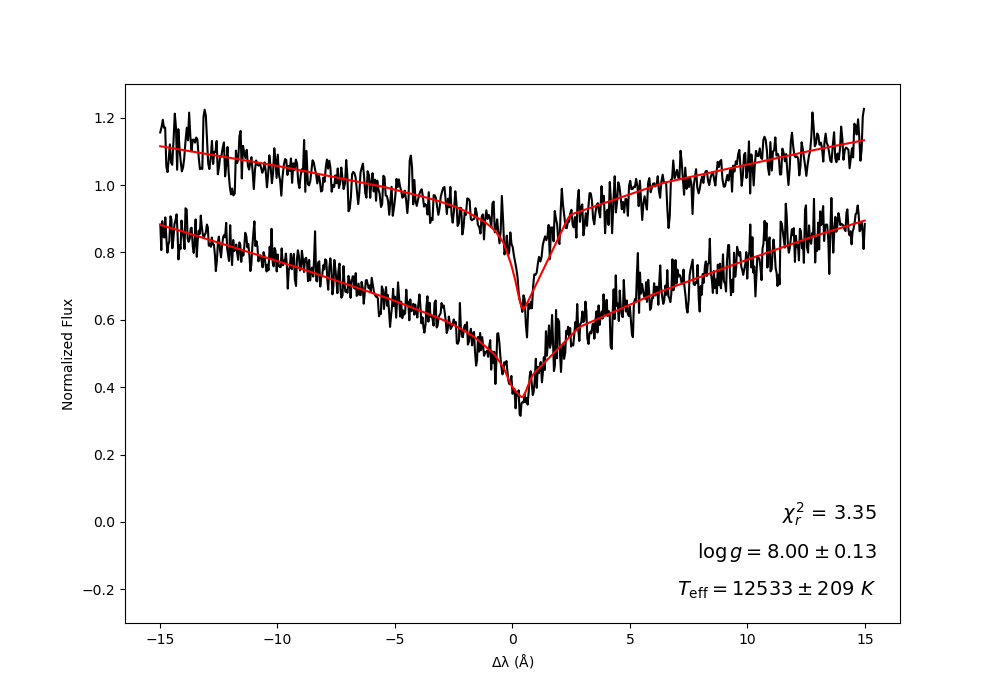 1.2
1.0
0.8
0.6
0.4
0.2
0.0
−0.2
Normalized Flux
χ²ᵣ = 3.35
log g = 8.00 ± 0.13
T_eff = 12533 ± 209 K
−15 −10 −5 0 5 10 15
Δλ (Å)